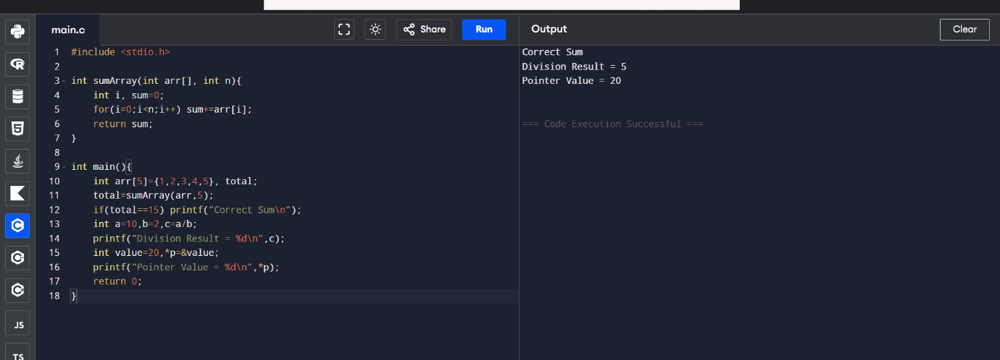 main.c
Share
Run
Output
Clear
1 #include <stdio.h>
2
3 int sumArray(int arr[], int n){
4     int i, sum=0;
5     for(i=0;i<n;i++) sum+=arr[i];
6     return sum;
7 }
8
9 int main(){
10     int arr[5]={1,2,3,4,5}, total;
11     total=sumArray(arr,5);
12     if(total==15) printf("Correct Sum\n");
13     int a=10,b=2,c=a/b;
14     printf("Division Result = %d\n",c);
15     int value=20,*p=&value;
16     printf("Pointer Value = %d\n",*p);
17     return 0;
18 }
Correct Sum
Division Result = 5
Pointer Value = 20
=== Code Execution Successful ===
R
JS
TS